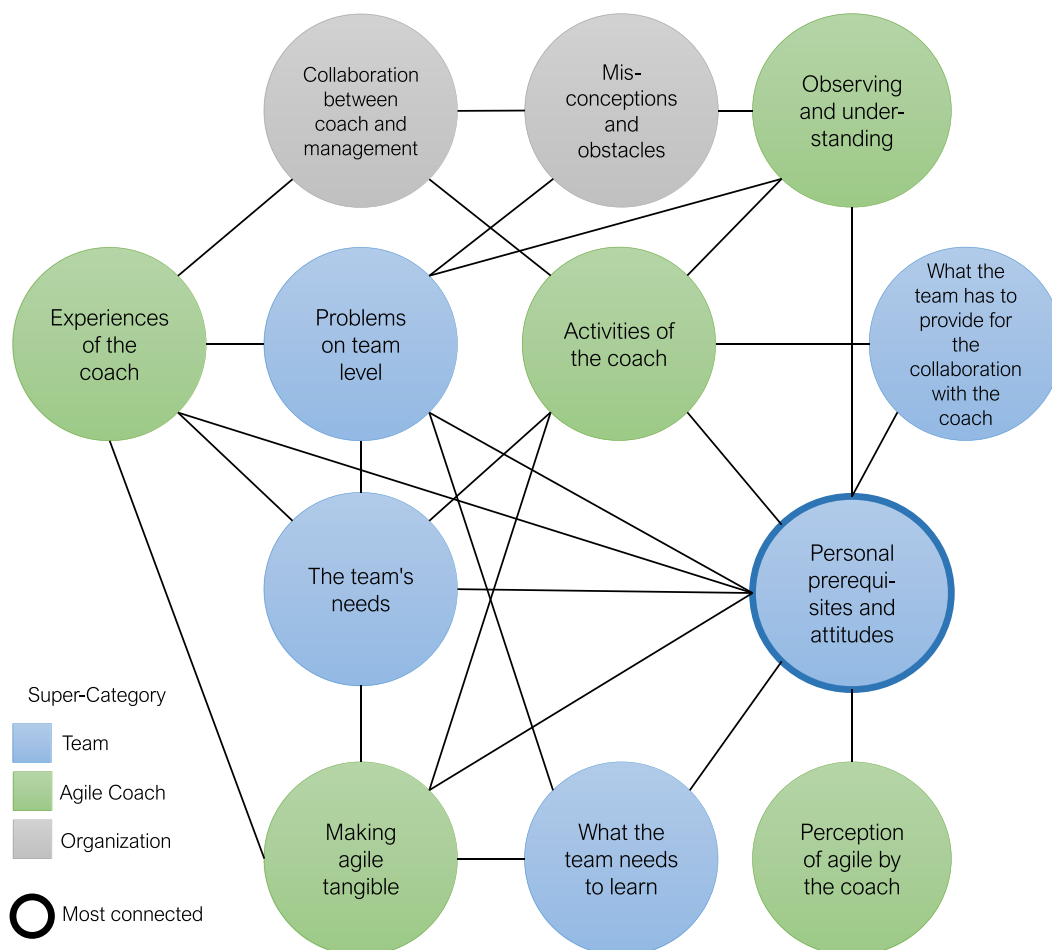 Collaboration
between
coach and
management
Mis-
conceptions
and
obstacles
Observing
and under-
standing
Experiences
of the
coach
Problems
on team
level
Activities of
the coach
What the
team has to
provide for
the
collaboration
with the
coach
The team's
needs
Personal
prerequi-
sites and
attitudes
Super-Category
Team
Agile Coach
Organization
Most connected
Making
agile
tangible
What the
team needs
to learn
Perception
of agile by
the coach